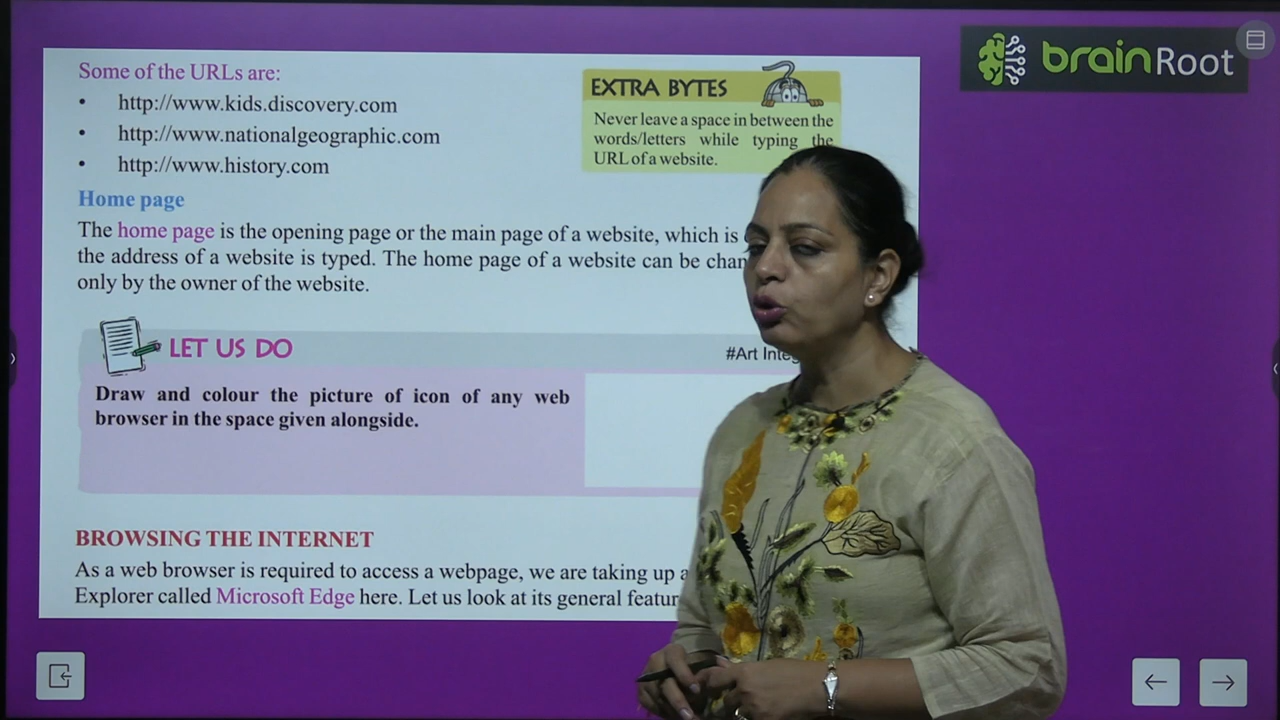 brainRoot
Some of the URLs are:
• http://www.kids.discovery.com
• http://www.nationalgeographic.com
• http://www.history.com
EXTRA BYTES
Never leave a space in between the
words/letters while typing the
URL of a website.
Home page
The home page is the opening page or the main page of a website, which is
the address of a website is typed. The home page of a website can be
only by the owner of the website.
LET US DO
#Art
Draw and colour the picture of icon of any web
browser in the space given alongside.
BROWSING THE INTERNET
As a web browser is required to access a webpage, we are taking up
Explorer called Microsoft Edge here. Let us look at its general